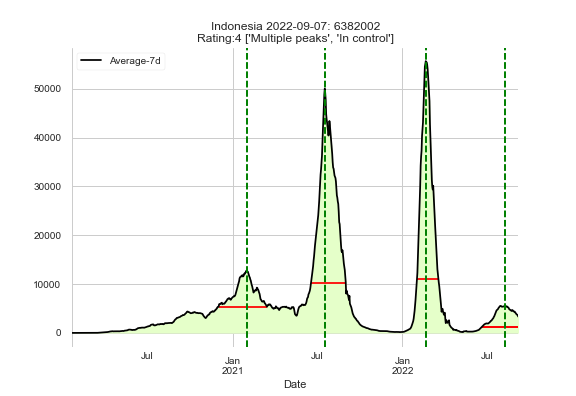 Indonesia 2022-09-07: 6382002
Rating:4 ['Multiple peaks', 'In control']
Average-7d
50000
40000
30000
20000
10000
0
Jul
Jan
2021
Jul
Jan
2022
Jul
Date